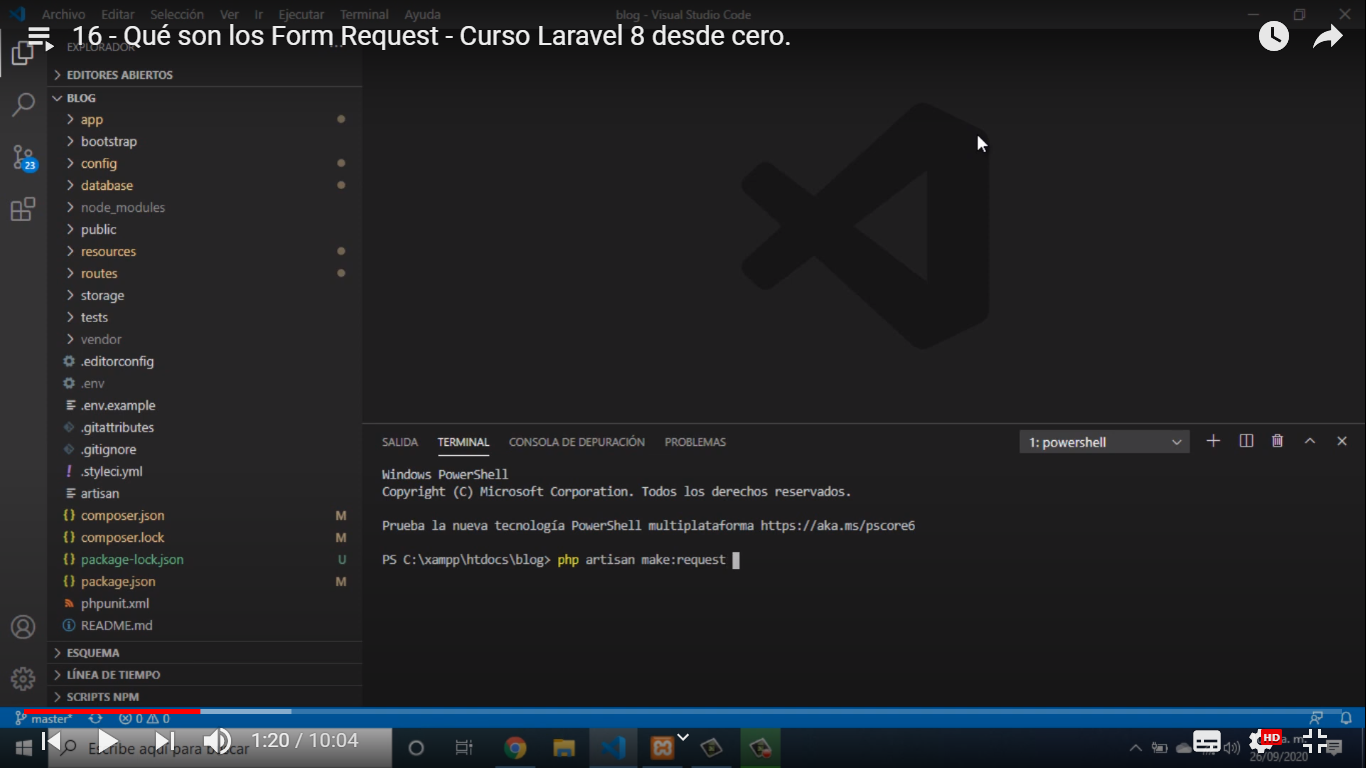 Archivo Editar Selección Ver Ir Ejecutar Terminal Ayuda
blog - Visual Studio Code
16 - Qué son los Form Request - Curso Laravel 8 desde cero.
EXPLORADOR
EDITORES ABIERTOS
BLOG
app
bootstrap
config
23
database
node_modules
public
resources
routes
storage
tests
vendor
.editorconfig
.env
.env.example
.gitattributes
.gitignore
.styleci.yml
artisan
composer.json M
composer.lock M
package-lock.json U
package.json M
phpunit.xml
README.md
ESQUEMA
LÍNEA DE TIEMPO
SCRIPTS NPM
SALIDA TERMINAL CONSOLA DE DEPURACIÓN PROBLEMAS
1: powershell
Windows PowerShell
Copyright (C) Microsoft Corporation. Todos los derechos reservados.
Prueba la nueva tecnología PowerShell multiplataforma https://aka.ms/pscore6
PS C:\xampp\htdocs\blog> php artisan make:request
master* 0 0
Escribe aquí para buscar
1:20 / 10:04
HD
a. m.
26/09/2020